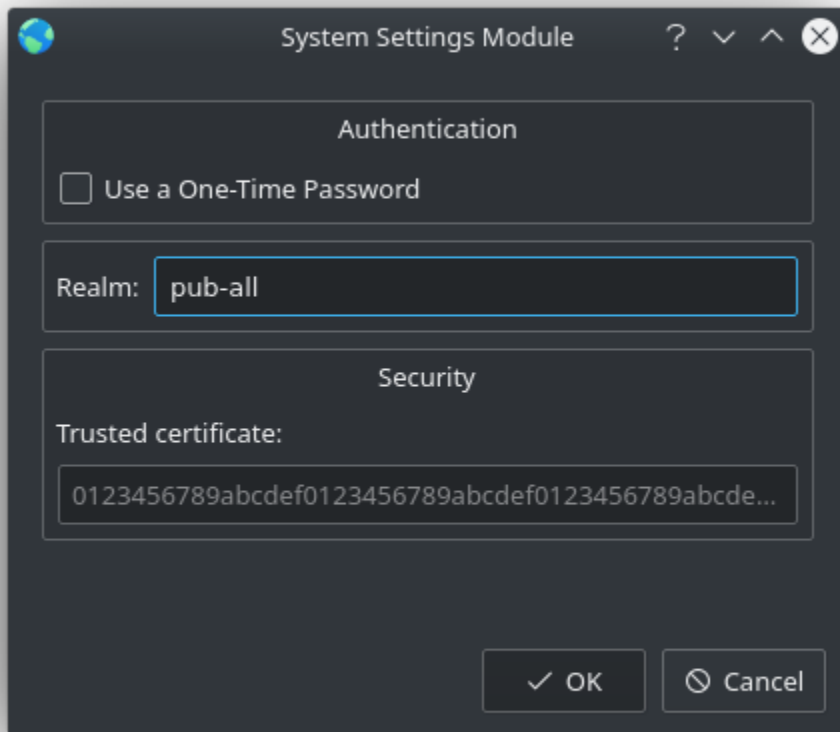 System Settings Module
Authentication
Use a One-Time Password
Realm: pub-all
Security
Trusted certificate:
0123456789abcdef0123456789abcdef0123456789abcde...
OK Cancel